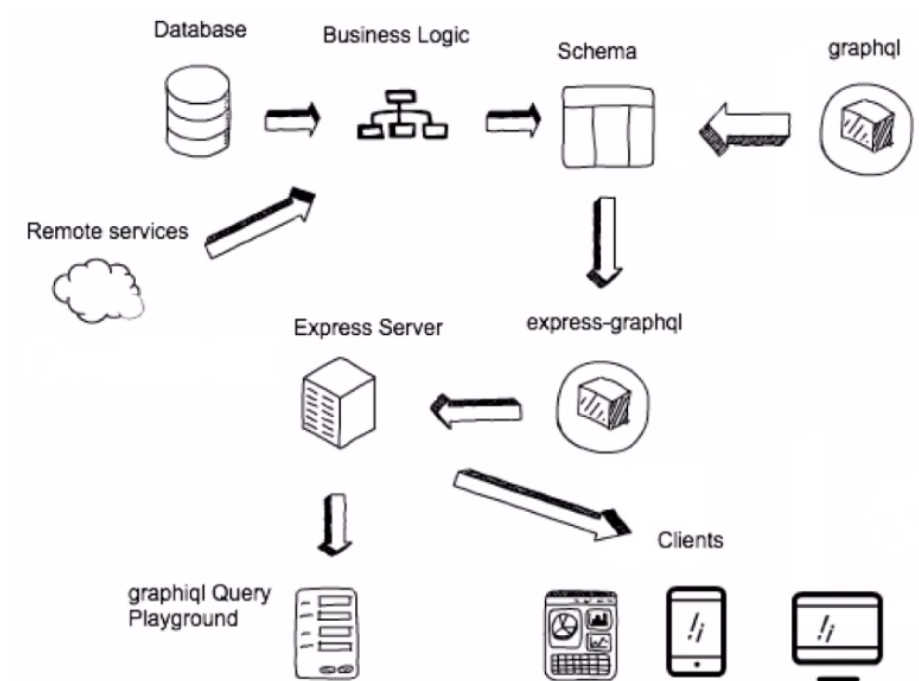 Database
Business Logic
Schema
graphql
Remote services
Express Server
express-graphql
Clients
graphiql Query
Playground